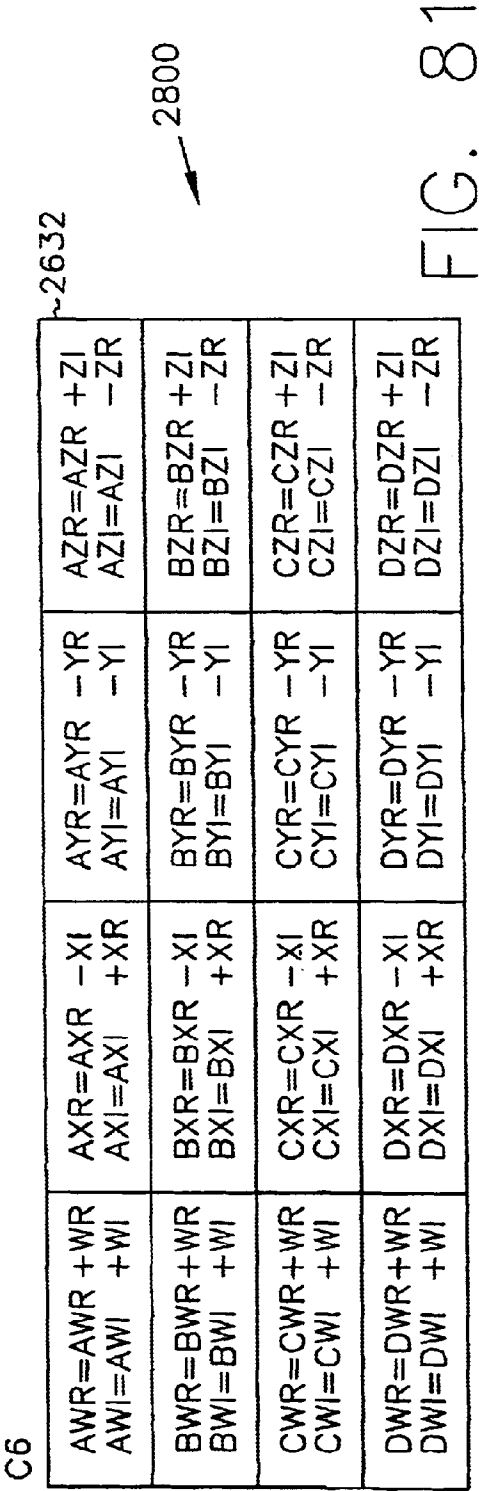 C6
~2632
AWR=AWR +WR
AWI=AWI +WI
AXR=AXR −XI
AXI=AXI +XR
AYR=AYR −YR
AYI=AYI −YI
AZR=AZR +ZI
AZI=AZI −ZR
BWR=BWR+WR
BWI=BWI +WI
BXR=BXR −XI
BXI=BXI +XR
BYR=BYR −YR
BYI=BYI −YI
BZR=BZR +ZI
BZI=BZI −ZR
CWR=CWR+WR
CWI=CWI +WI
CXR=CXR −XI
CXI=CXI +XR
CYR=CYR −YR
CYI=CYI −YI
CZR=CZR +ZI
CZI=CZI −ZR
DWR=DWR+WR
DWI=DWI +WI
DXR=DXR −XI
DXI=DXI +XR
DYR=DYR −YR
DYI=DYI −YI
DZR=DZR +ZI
DZI=DZI −ZR
2800
FIG. 81